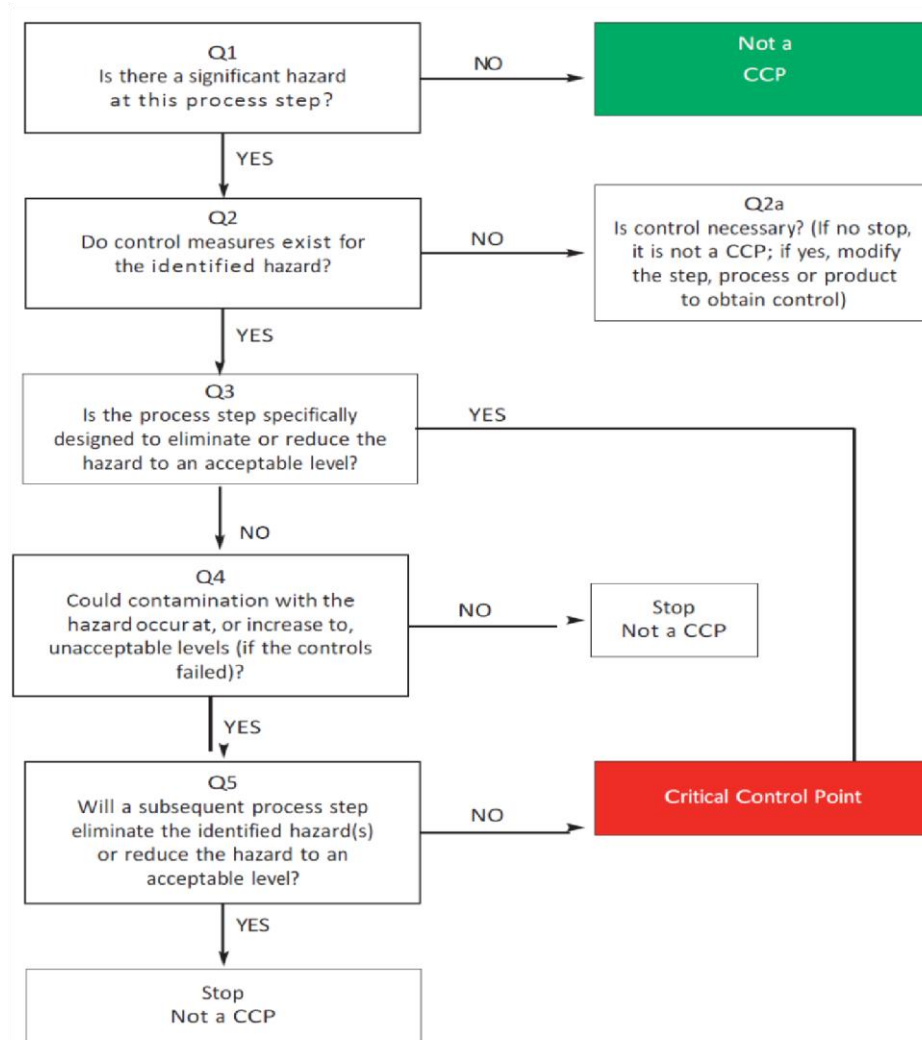 Q1
Is there a significant hazard
at this process step?
NO
Not a
CCP
YES
Q2
Do control measures exist for
the identified hazard?
NO
Q2a
Is control necessary? (If no stop,
it is not a CCP; if yes, modify
the step, process or product
to obtain control)
YES
Q3
Is the process step specifically
designed to eliminate or reduce the
hazard to an acceptable level?
YES
NO
Q4
Could contamination with the
hazard occur at, or increase to,
unacceptable levels (if the controls
failed)?
NO
Stop
Not a CCP
YES
Q5
Will a subsequent process step
eliminate the identified hazard(s)
or reduce the hazard to an
acceptable level?
NO
Critical Control Point
YES
Stop
Not a CCP